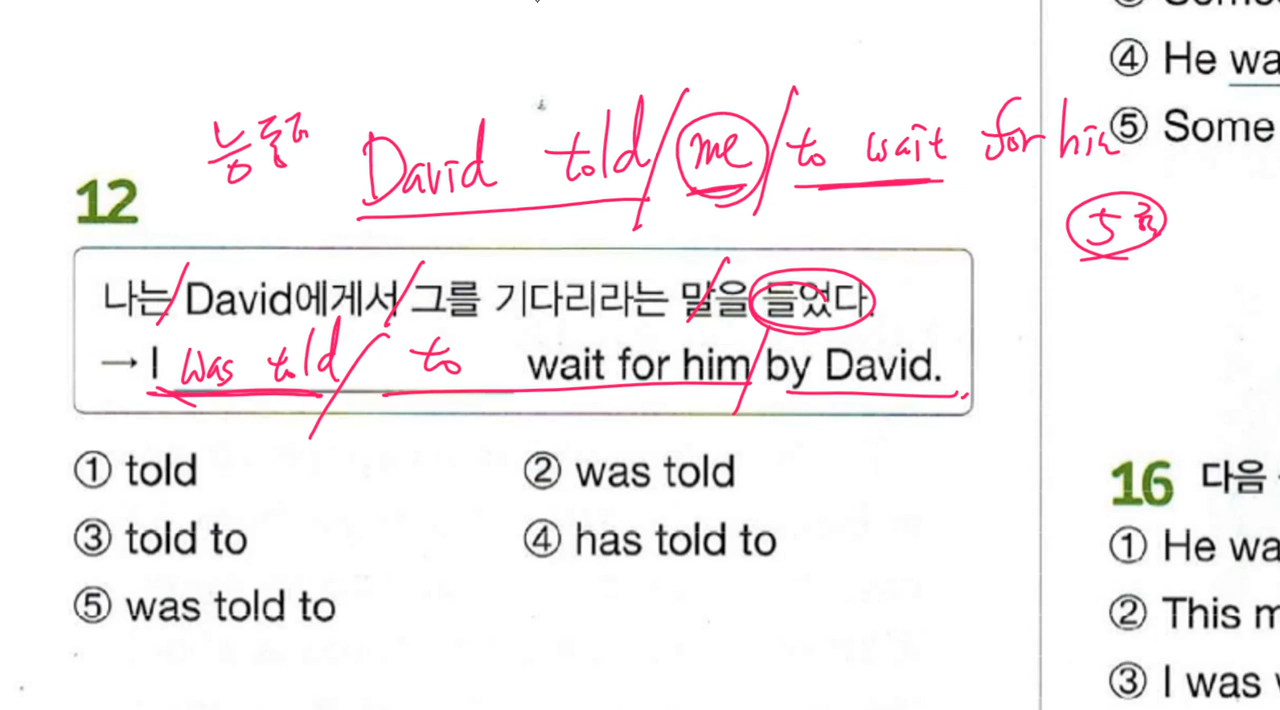 ④ He wa
⑤ Some
능동태 David told / me / to wait for him
12
5형
나는 David에게서 그를 기다리라는 말을 들었다.
→ I was told to wait for him by David.
① told
② was told
③ told to
④ has told to
⑤ was told to
16 다음
① He wa
② This m
③ I was w